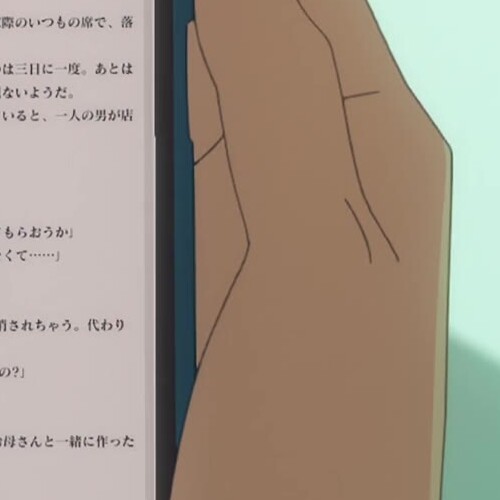 際のいつもの席で、落
は三日に一度。あとは
ないようだ。
いると、一人の男が店
もらおうか」
くて……」
消されちゃう。代わり
の?」
母さんと一緒に作った